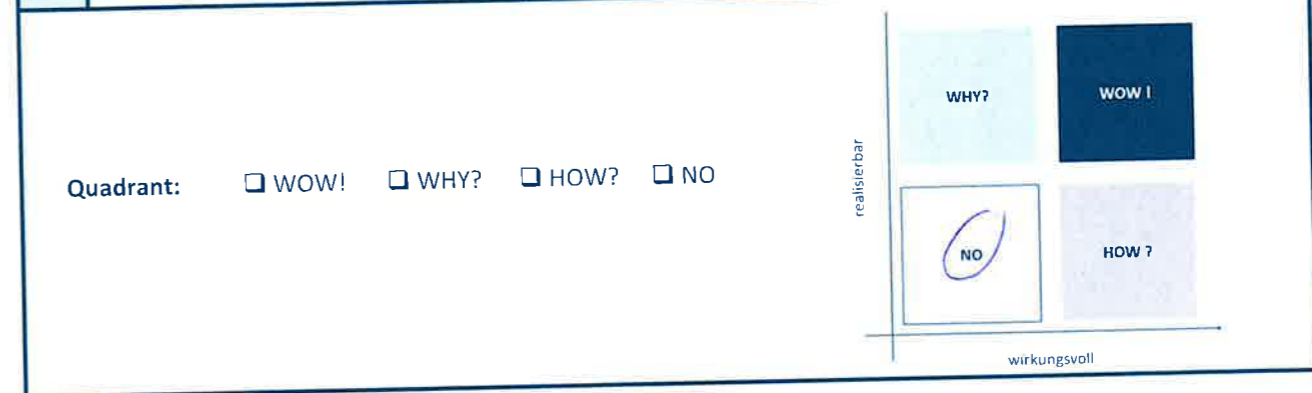 Quadrant: ❑ WOW! ❑ WHY? ❑ HOW? ❑ NO
realisierbar
WHY?
WOW !
NO
HOW ?
wirkungsvoll